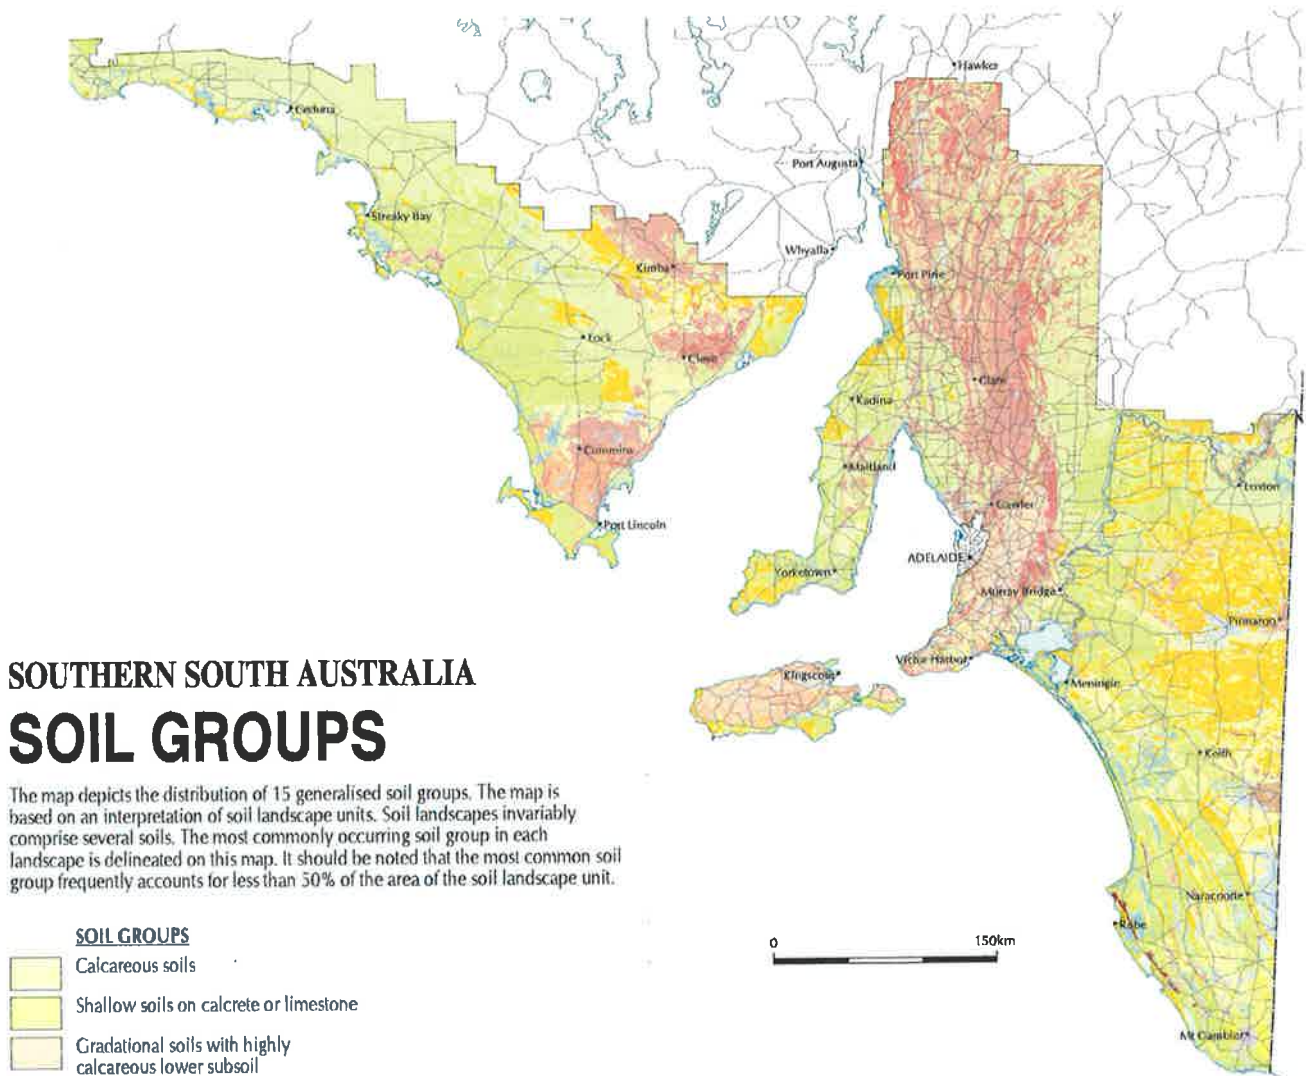 Hawker
Ceduna
Port Augusta
Streaky Bay
Whyalla
Kimba
Port Pirie
Lock
Cleve
Clare
Kadina
Cummins
Maitland
Loxton
Gawler
Port Lincoln
ADELAIDE
Yorketown
Murray Bridge
Pinnaroo
Victor Harbor
SOUTHERN SOUTH AUSTRALIA
Kingscote
Meningie
SOIL GROUPS
Keith
The map depicts the distribution of 15 generalised soil groups. The map is
based on an interpretation of soil landscape units. Soil landscapes invariably
comprise several soils. The most commonly occurring soil group in each
landscape is delineated on this map. It should be noted that the most common soil
group frequently accounts for less than 50% of the area of the soil landscape unit.
Naracoorte
Robe
SOIL GROUPS
0 150km
Calcareous soils
Shallow soils on calcrete or limestone
Mt Gambier
Gradational soils with highly
calcareous lower subsoil